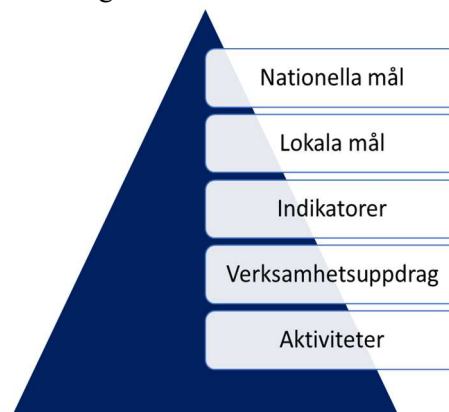 Nationella mål
Lokala mål
Indikatorer
Verksamhetsuppdrag
Aktiviteter